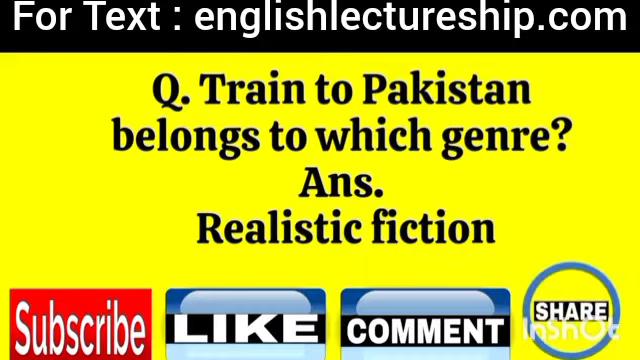 For Text : englishlectureship.com
Q. Train to Pakistan
belongs to which genre?
Ans.
Realistic fiction
Subscribe
LIKE
COMMENT
SHARE
InShOt